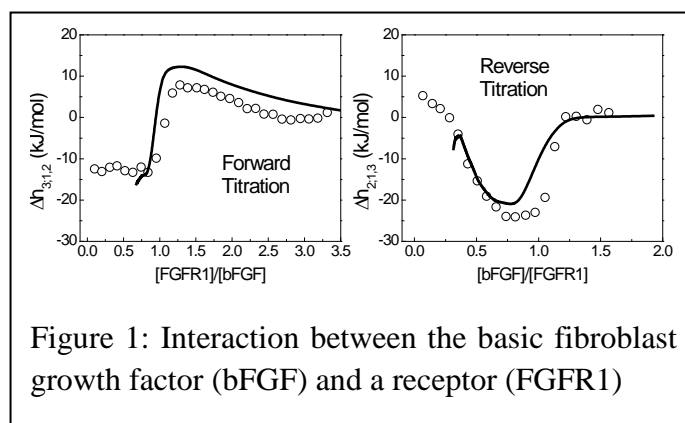 20
10
0
-10
-20
-30
Δh3;1,2 (kJ/mol)
Forward
Titration
0.0 0.5 1.0 1.5 2.0 2.5 3.0 3.5
[FGFR1]/[bFGF]
20
10
0
-10
-20
-30
Δh2;1,3 (kJ/mol)
Reverse
Titration
0.0 0.5 1.0 1.5 2.0
[bFGF]/[FGFR1]
Figure 1: Interaction between the basic fibroblast
growth factor (bFGF) and a receptor (FGFR1)